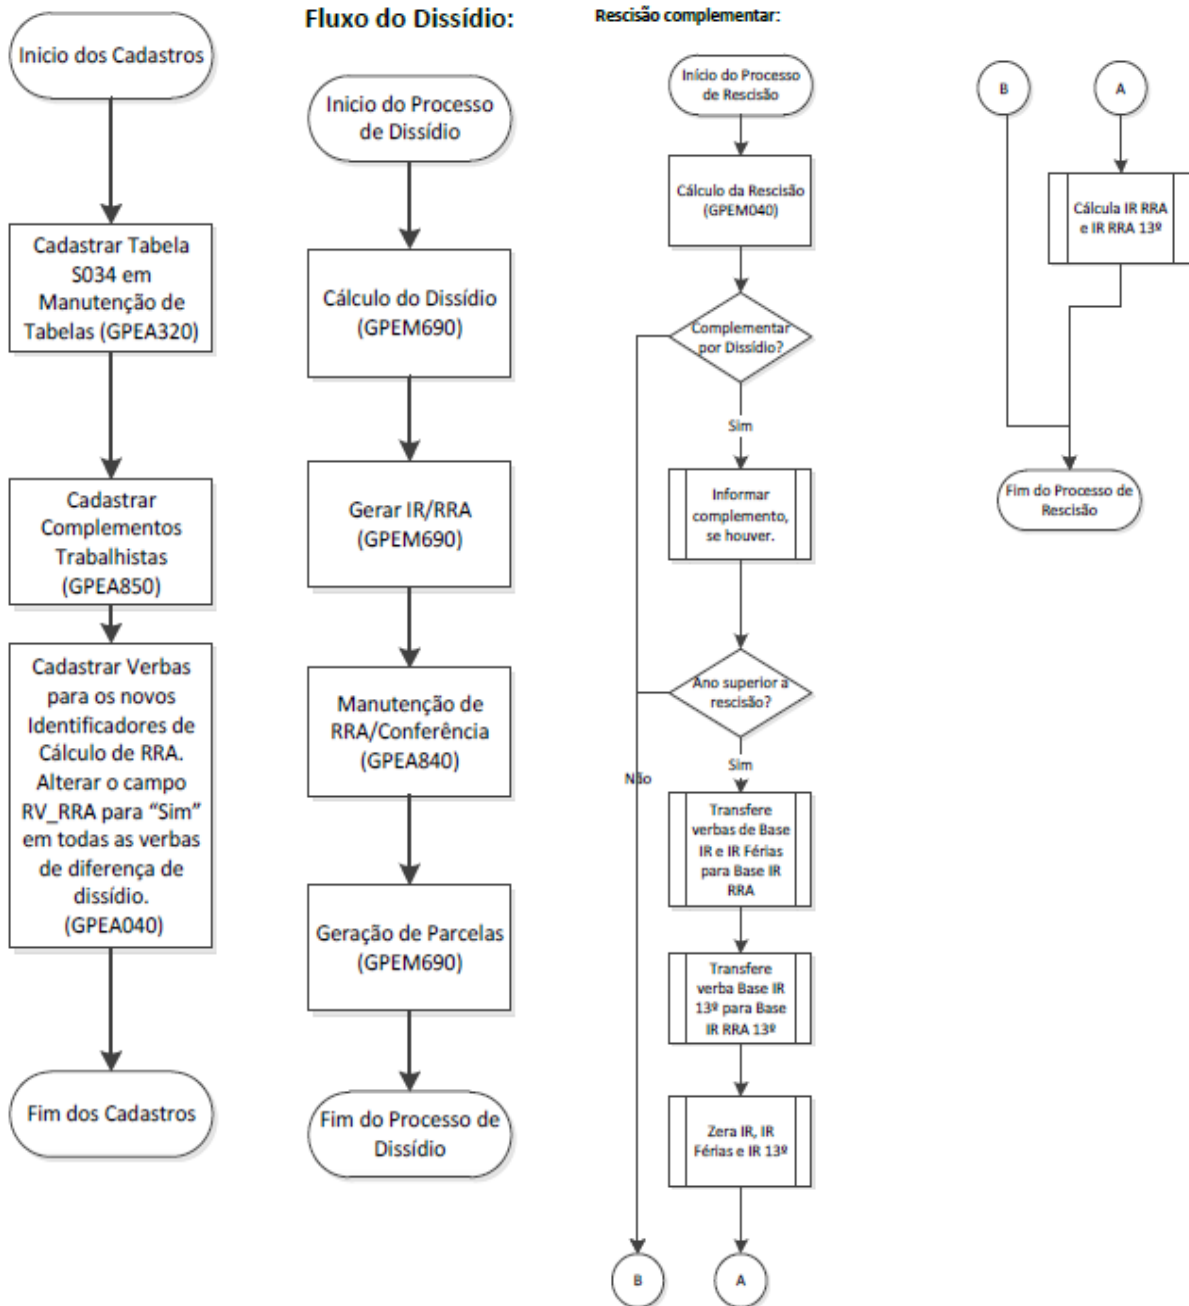 Inicio dos Cadastros
Cadastrar Tabela
S034 em
Manutenção de
Tabelas (GPEA320)
Cadastrar
Complementos
Trabalhistas
(GPEA850)
Cadastrar Verbas
para os novos
Identificadores de
Cálculo de RRA.
Alterar o campo
RV_RRA para “Sim”
em todas as verbas
de diferença de
dissídio.
(GPEA040)
Fim dos Cadastros
Fluxo do Dissídio:
Inicio do Processo
de Dissídio
Cálculo do Dissídio
(GPEM690)
Gerar IR/RRA
(GPEM690)
Manutenção de
RRA/Conferência
(GPEA840)
Geração de Parcelas
(GPEM690)
Fim do Processo de
Dissídio
Rescisão complementar:
Início do Processo
de Rescisão
Cálculo da Rescisão
(GPEM040)
Complementar
por Dissídio?
Sim
Informar
complemento,
se houver.
Ano superior a
rescisão?
Sim
Não
Transfere
verbas de Base
IR e IR Férias
para Base IR
RRA
Transfere
verba Base IR
13º para Base
IR RRA 13º
Zera IR, IR
Férias e IR 13º
B
A
B
A
Cálcula IR RRA
e IR RRA 13º
Fim do Processo de
Rescisão